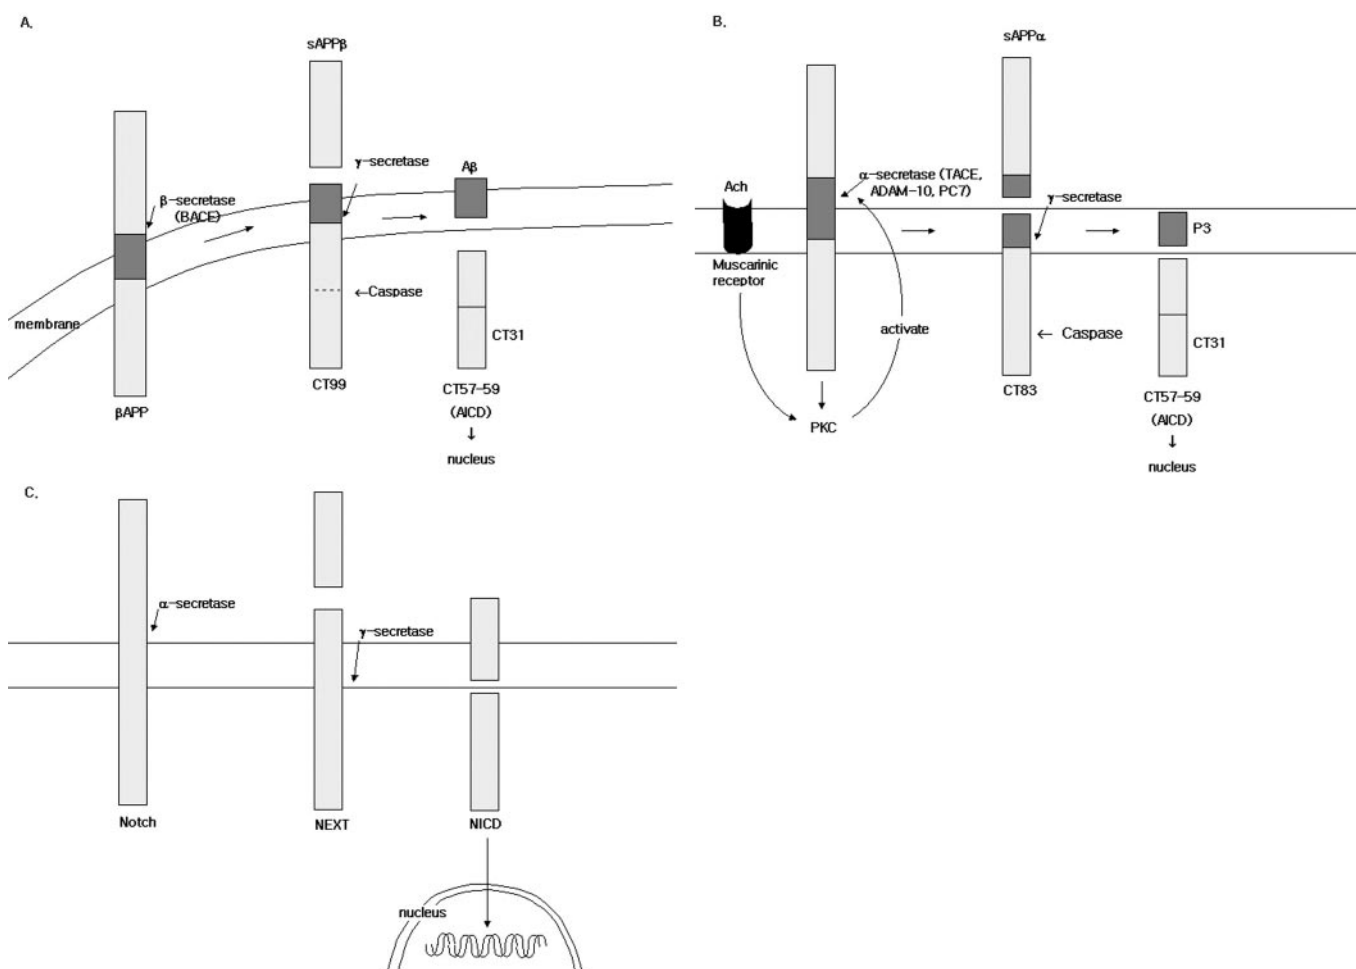 A.
sAPPβ
γ-secretase
Aβ
β-secretase
(BACE)
membrane
←Caspase
CT31
CT99
βAPP
CT57-59
(AICD)
↓
nucleus
B.
sAPPα
α-secretase (TACE,
ADAM-10, PC7)
γ-secretase
Ach
P3
Muscarinic
receptor
activate
← Caspase
CT31
CT83
CT57-59
(AICD)
↓
nucleus
PKC
C.
α-secretase
γ-secretase
Notch
NEXT
NICD
nucleus